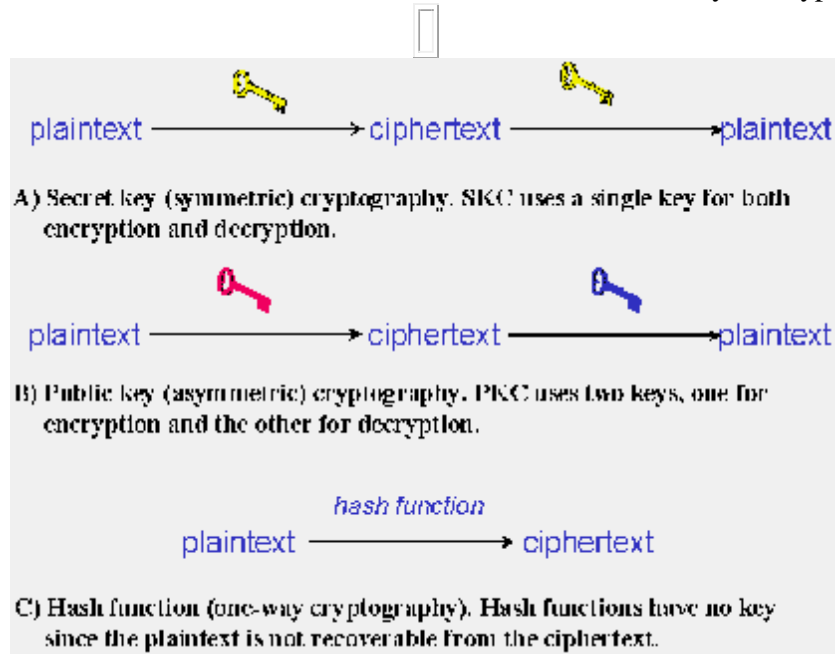 plaintext ciphertext plaintext
A) Secret key (symmetric) cryptography. SKC uses a single key for both
encryption and decryption.
plaintext ciphertext plaintext
B) Public key (asymmetric) cryptography. PKC uses two keys, one for
encryption and the other for decryption.
hash function
plaintext ciphertext
C) Hash function (one-way cryptography). Hash functions have no key
since the plaintext is not recoverable from the ciphertext.